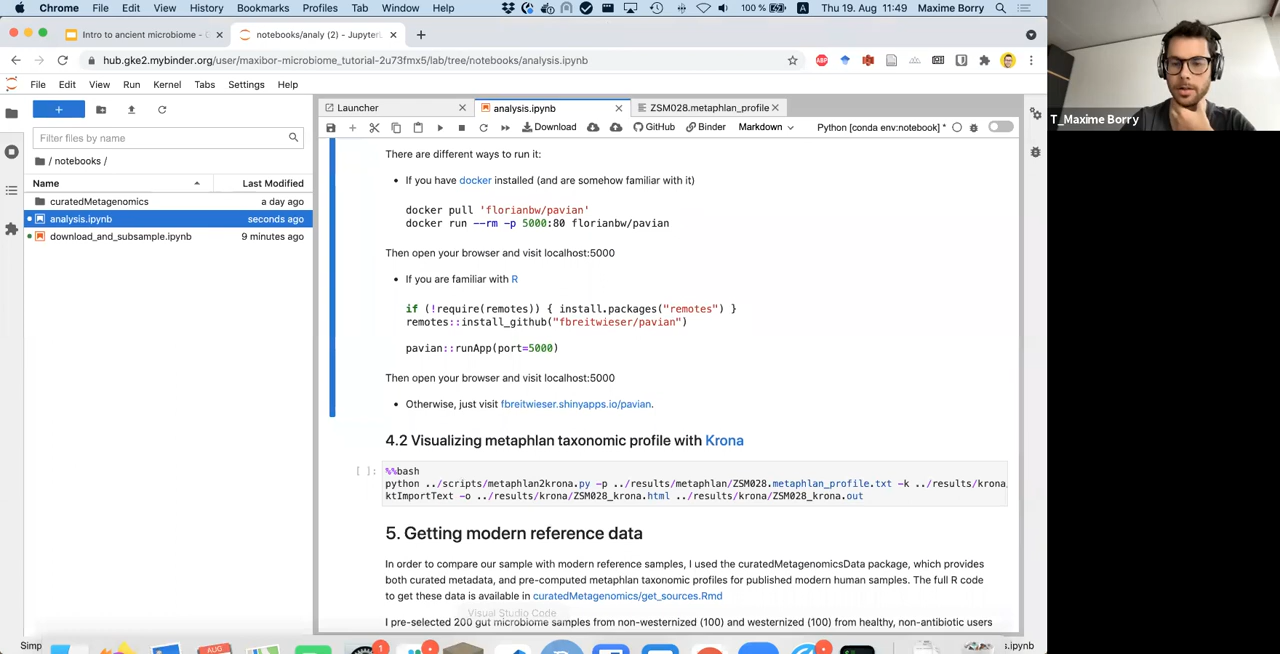 Chrome File Edit View History Bookmarks Profiles Tab Window Help 100 % Thu 19. Aug 11:49 Maxime Borry
Intro to ancient microbiome - notebooks/analy (2) - Jupyter
hub.gke2.mybinder.org/user/maxibor-microbiome_tutorial-2u73fmx5/lab/tree/notebooks/analysis.ipynb
File Edit View Run Kernel Tabs Settings Help
Filter files by name
/ notebooks /
Name Last Modified
curatedMetagenomics a day ago
analysis.ipynb seconds ago
download_and_subsample.ipynb 9 minutes ago
Launcher analysis.ipynb ZSM028.metaphlan_profile
Download GitHub Binder Markdown Python [conda env:notebook] *
There are different ways to run it:
• If you have docker installed (and are somehow familiar with it)
docker pull 'florianbw/pavian'
docker run --rm -p 5000:80 florianbw/pavian
Then open your browser and visit localhost:5000
• If you are familiar with R
if (!require(remotes)) { install.packages("remotes") }
remotes::install_github("fbreitwieser/pavian")
pavian::runApp(port=5000)
Then open your browser and visit localhost:5000
• Otherwise, just visit fbreitwieser.shinyapps.io/pavian.
4.2 Visualizing metaphlan taxonomic profile with Krona
[ ]: %%bash
python ../scripts/metaphlan2krona.py -p ../results/metaphlan/ZSM028.metaphlan_profile.txt -k ../results/krona
ktImportText -o ../results/krona/ZSM028_krona.html ../results/krona/ZSM028_krona.out
5. Getting modern reference data
In order to compare our sample with modern reference samples, I used the curatedMetagenomicsData package, which provides
both curated metadata, and pre-computed metaphlan taxonomic profiles for published modern human samples. The full R code
to get these data is available in curatedMetagenomics/get_sources.Rmd
Visual Studio Code
I pre-selected 200 gut microbiome samples from non-westernized (100) and westernized (100) from healthy, non-antibiotic users
Simp
AUG
1
s.ipynb
T_Maxime Borry